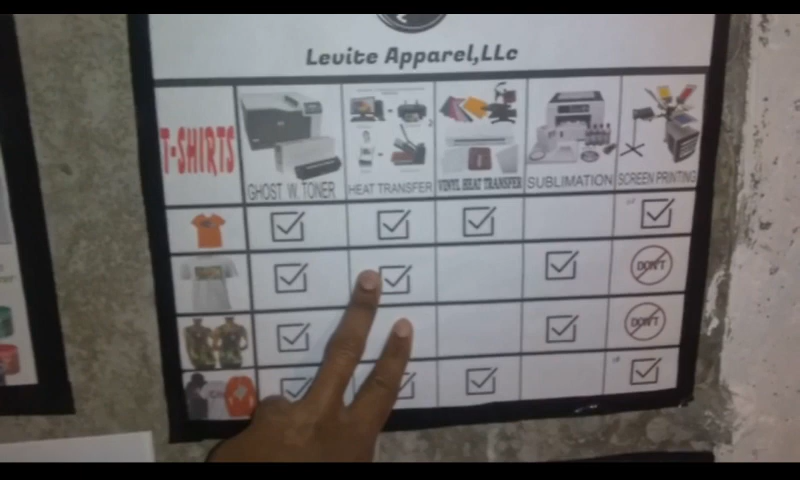 Levite Apparel,LLc
T-SHIRTS
GHOST W. TONER
HEAT TRANSFER
VINYL HEAT TRANSFER
SUBLIMATION
SCREEN PRINTING
DON'T
DON'T